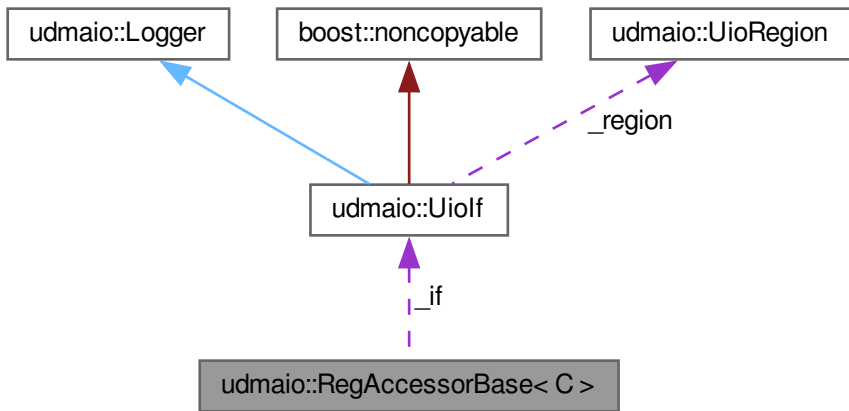 udmaio::Logger
boost::noncopyable
udmaio::UioRegion
_region
udmaio::UioIf
_if
udmaio::RegAccessorBase< C >